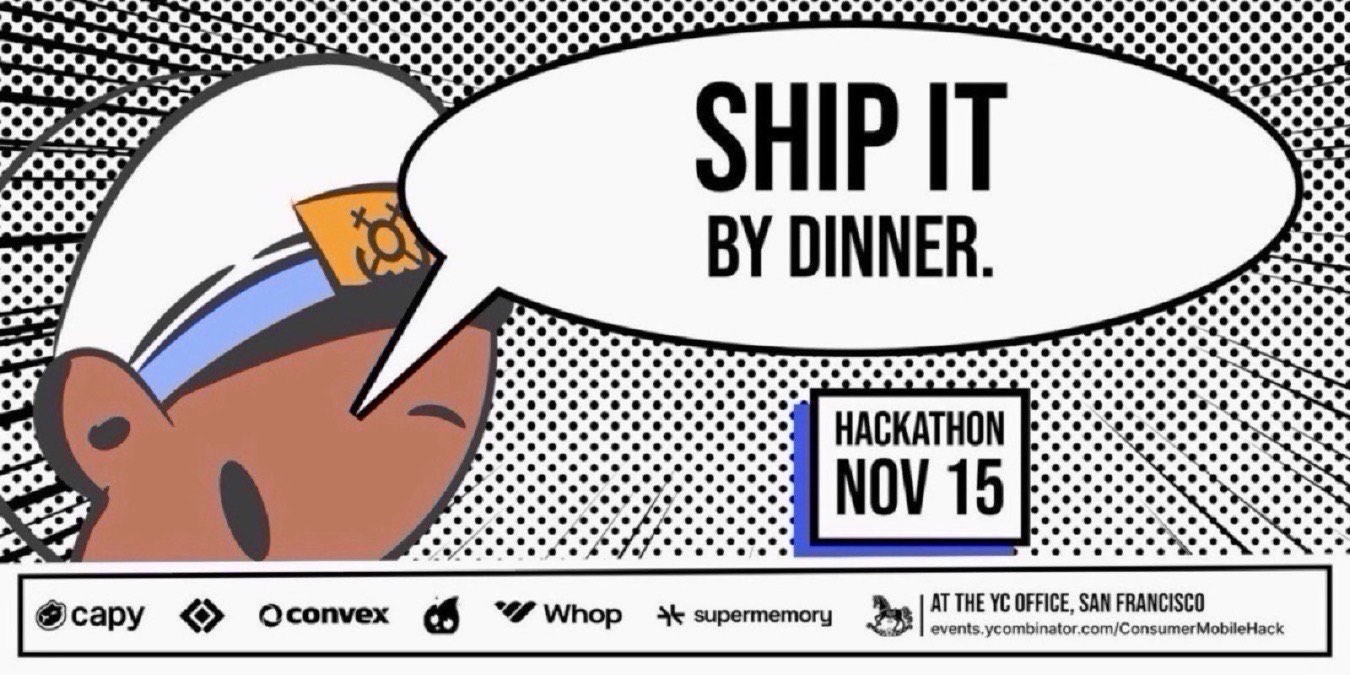 SHIP IT
BY DINNER.
HACKATHON
NOV 15
capy
convex
Whop
supermemory
AT THE YC OFFICE, SAN FRANCISCO
events.ycombinator.com/ConsumerMobileHack